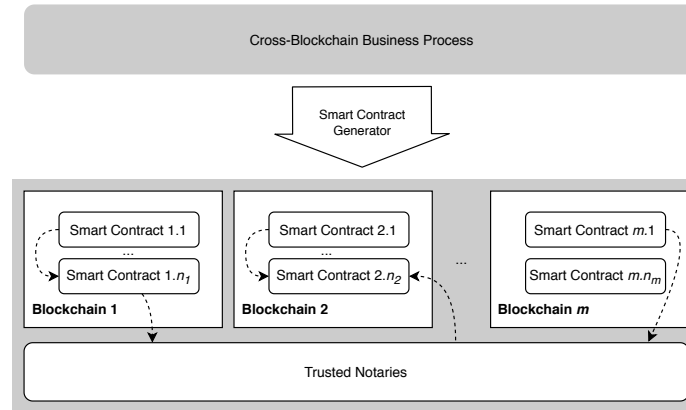 Cross-Blockchain Business Process
Smart Contract
Generator
Smart Contract 1.1
...
Smart Contract 1.n1
Blockchain 1
Smart Contract 2.1
...
Smart Contract 2.n2
Blockchain 2
...
Smart Contract m.1
Smart Contract m.nm
Blockchain m
Trusted Notaries